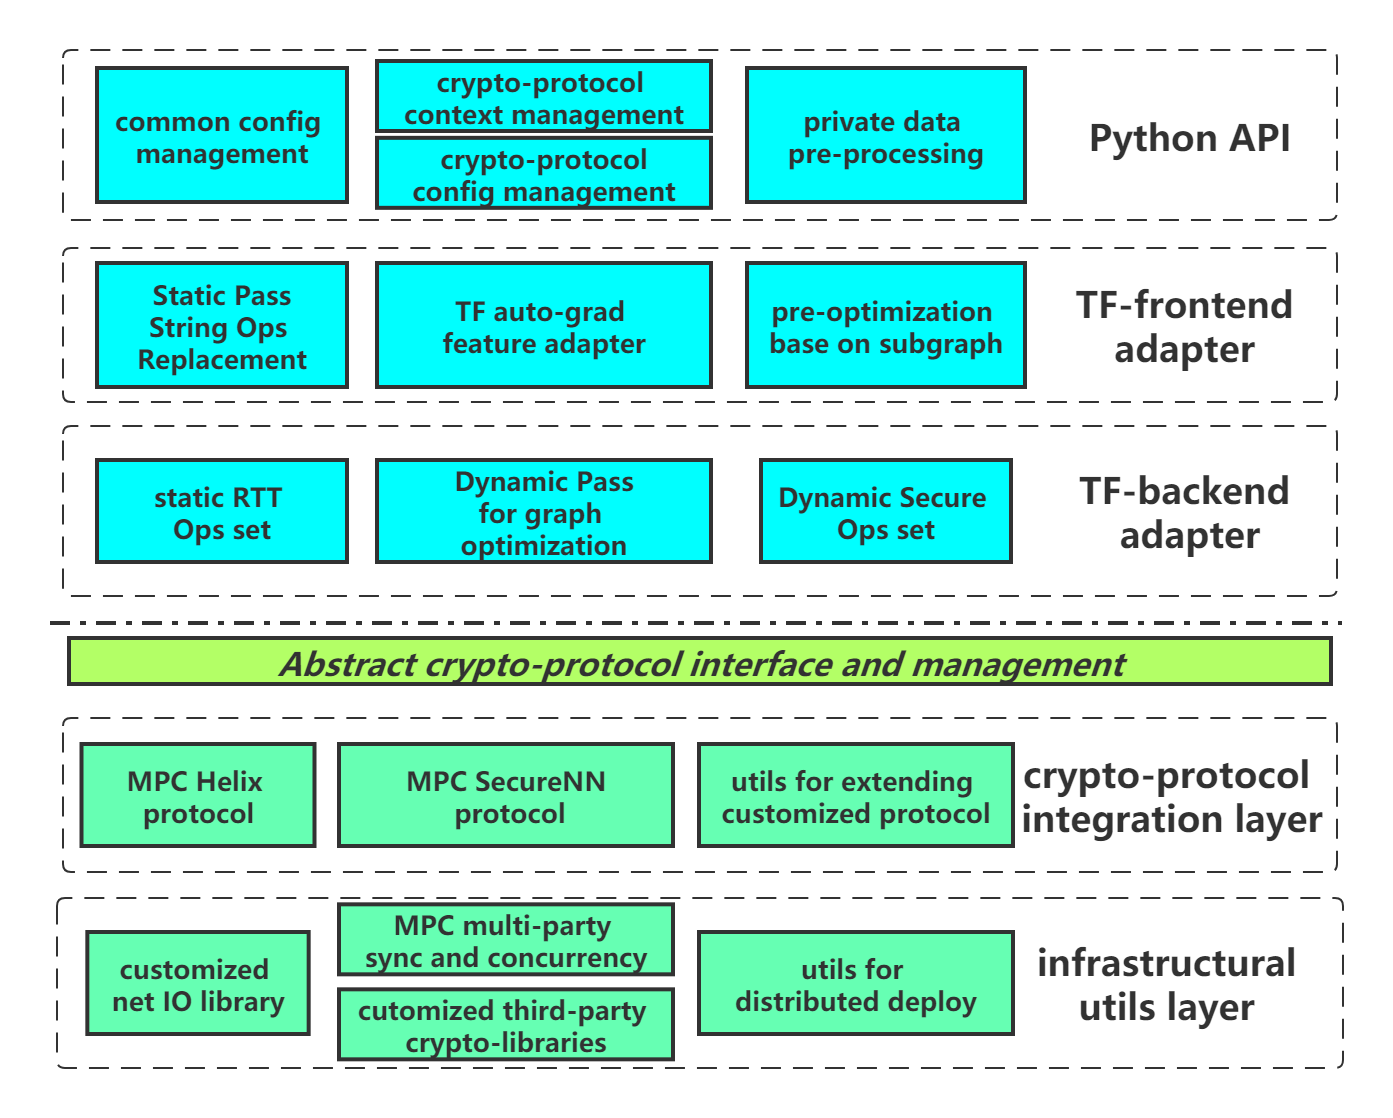 common config
management
crypto-protocol
context management
crypto-protocol
config management
private data
pre-processing
Python API
Static Pass
String Ops
Replacement
TF auto-grad
feature adapter
pre-optimization
base on subgraph
TF-frontend
adapter
static RTT
Ops set
Dynamic Pass
for graph
optimization
Dynamic Secure
Ops set
TF-backend
adapter
Abstract crypto-protocol interface and management
MPC Helix
protocol
MPC SecureNN
protocol
utils for extending
customized protocol
crypto-protocol
integration layer
customized
net IO library
MPC multi-party
sync and concurrency
cutomized third-party
crypto-libraries
utils for
distributed deploy
infrastructural
utils layer